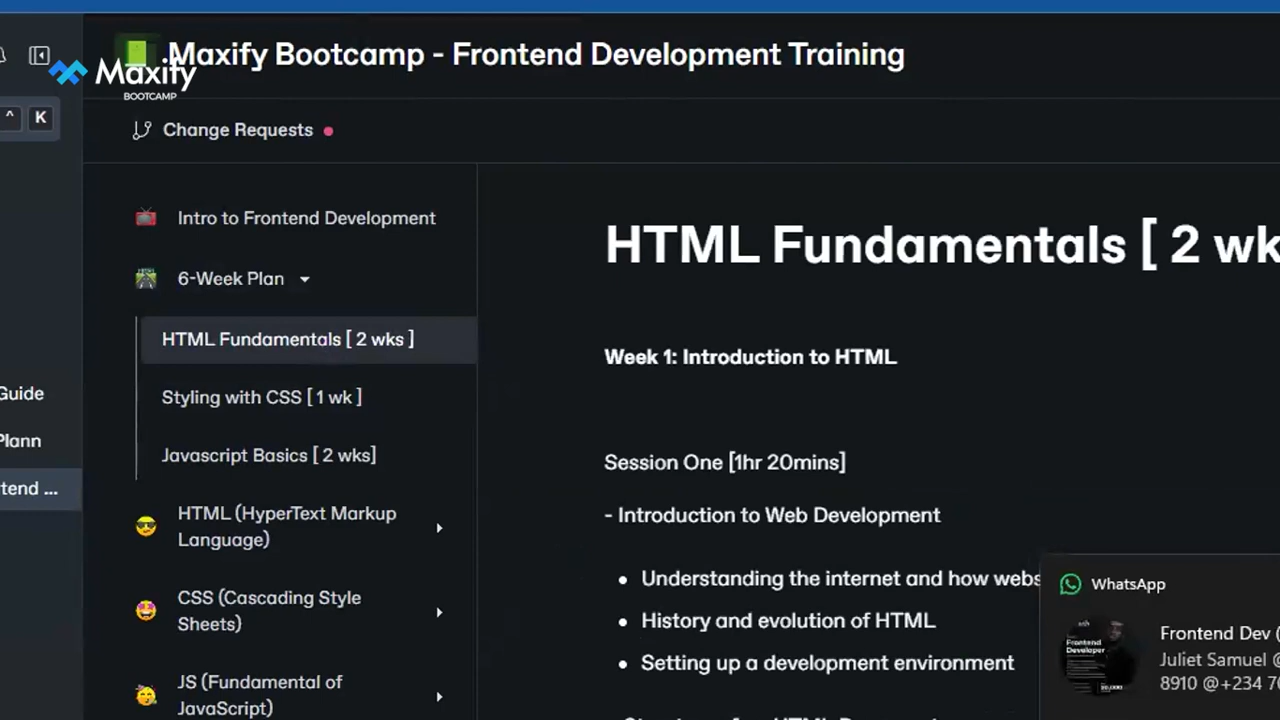 Maxify Bootcamp - Frontend Development Training
Maxify
BOOTCAMP
^ K
Change Requests
Intro to Frontend Development
6-Week Plan
HTML Fundamentals [ 2 wks ]
Styling with CSS [ 1 wk ]
Javascript Basics [ 2 wks]
HTML (HyperText Markup
Language)
CSS (Cascading Style
Sheets)
JS (Fundamental of
JavaScript)
Guide
Plann
tend ...
HTML Fundamentals [ 2 wk
Week 1: Introduction to HTML
Session One [1hr 20mins]
- Introduction to Web Development
• Understanding the internet and how webs
• History and evolution of HTML
• Setting up a development environment
WhatsApp
Frontend Developer
Frontend Dev (
Juliet Samuel @
8910 @+234 70